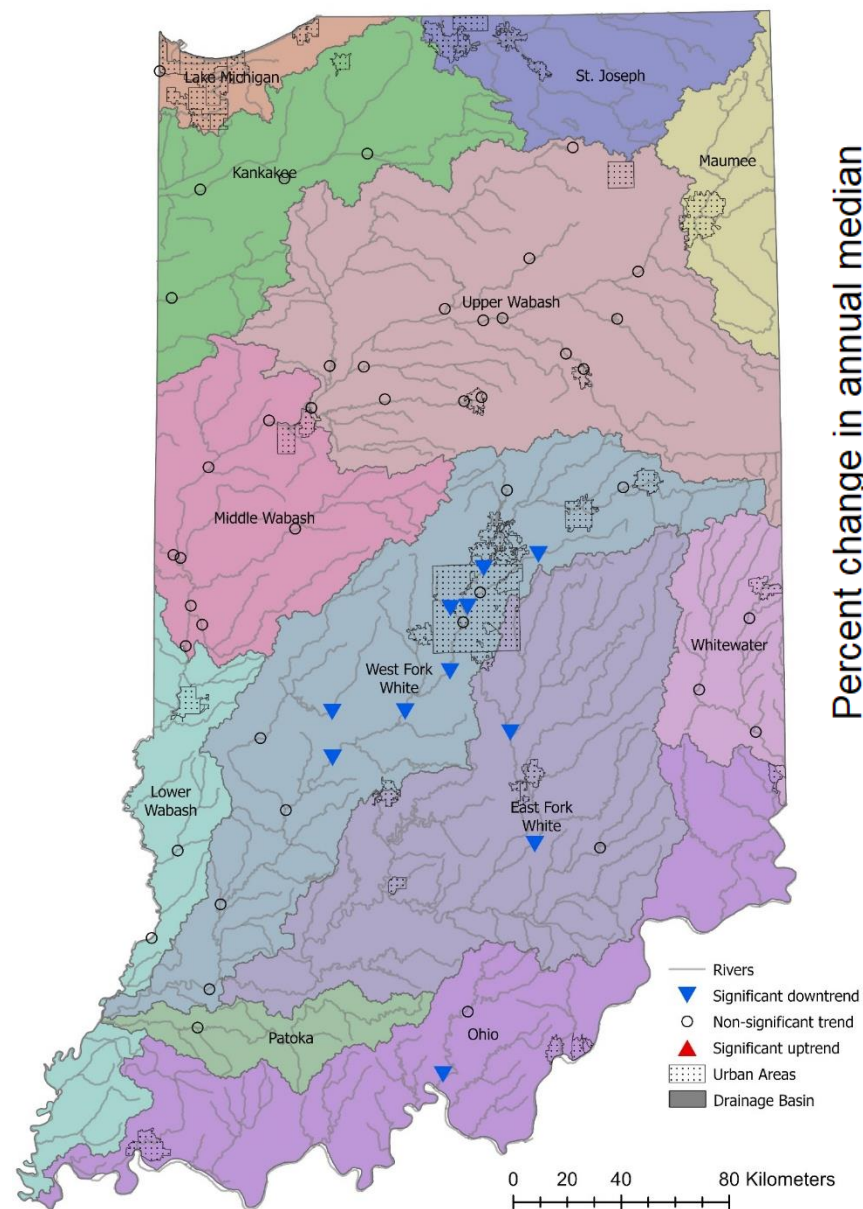 Lake Michigan
St. Joseph
Maumee
Kankakee
Upper Wabash
Middle Wabash
West Fork
White
Whitewater
Lower
Wabash
East Fork
White
Patoka
Ohio
Rivers
Significant downtrend
Non-significant trend
Significant uptrend
Urban Areas
Drainage Basin
0 20 40 80 Kilometers
Percent change in annual median